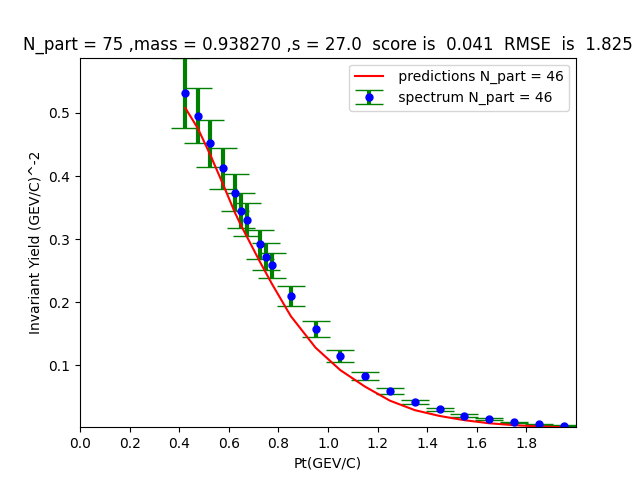 N_part = 75 ,mass = 0.938270 ,s = 27.0  score is  0.041  RMSE  is  1.825
predictions N_part = 46
spectrum N_part = 46
Invariant Yield (GEV/C)^-2
0.5
0.4
0.3
0.2
0.1
0.0 0.2 0.4 0.6 0.8 1.0 1.2 1.4 1.6 1.8
Pt(GEV/C)